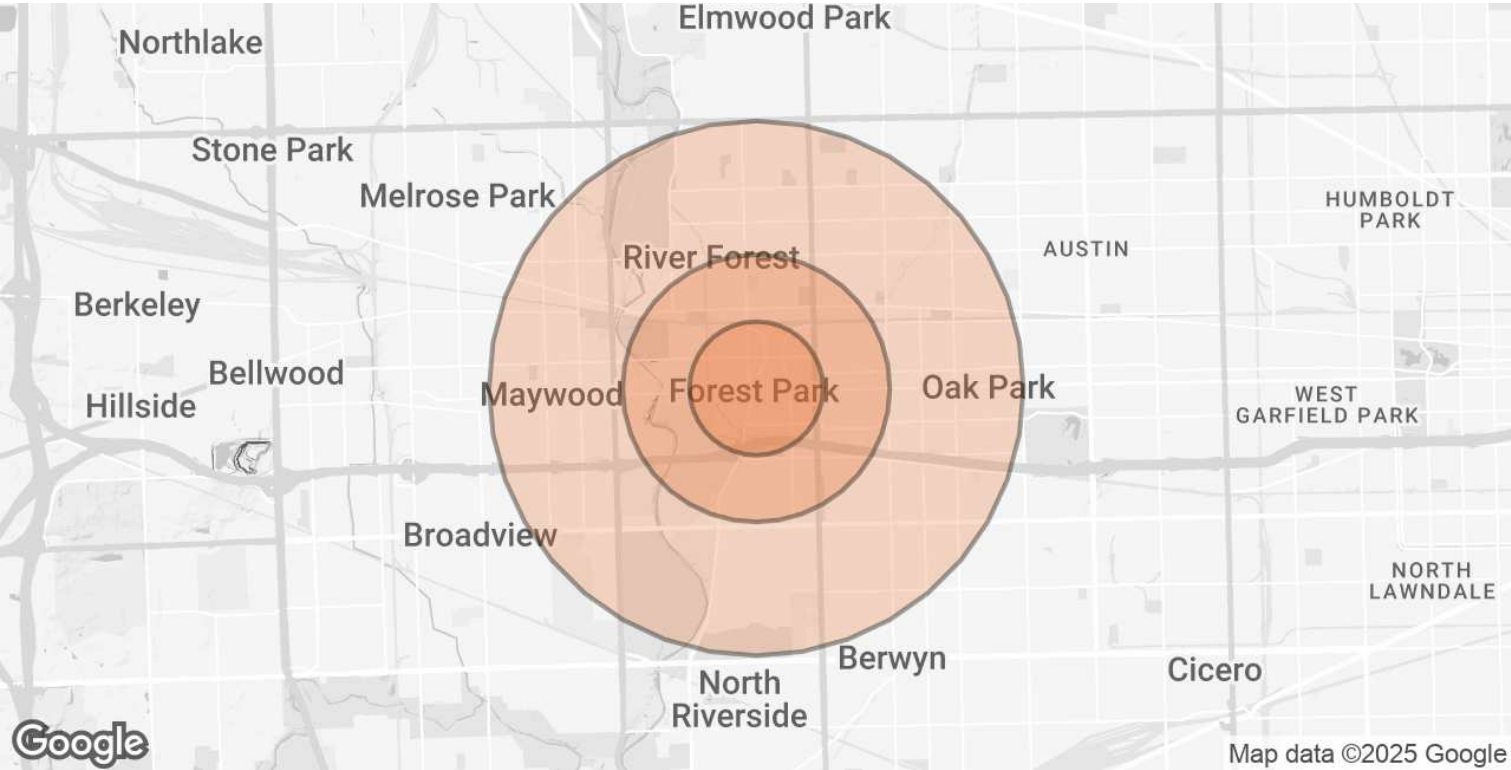 Elmwood Park
Northlake
Stone Park
Melrose Park
HUMBOLDT
PARK
AUSTIN
River Forest
Berkeley
Bellwood
Forest Park
Oak Park
Maywood
Hillside
WEST
GARFIELD PARK
Broadview
NORTH
LAWNDALE
Berwyn
Cicero
North
Riverside
Google
Map data ©2025 Google